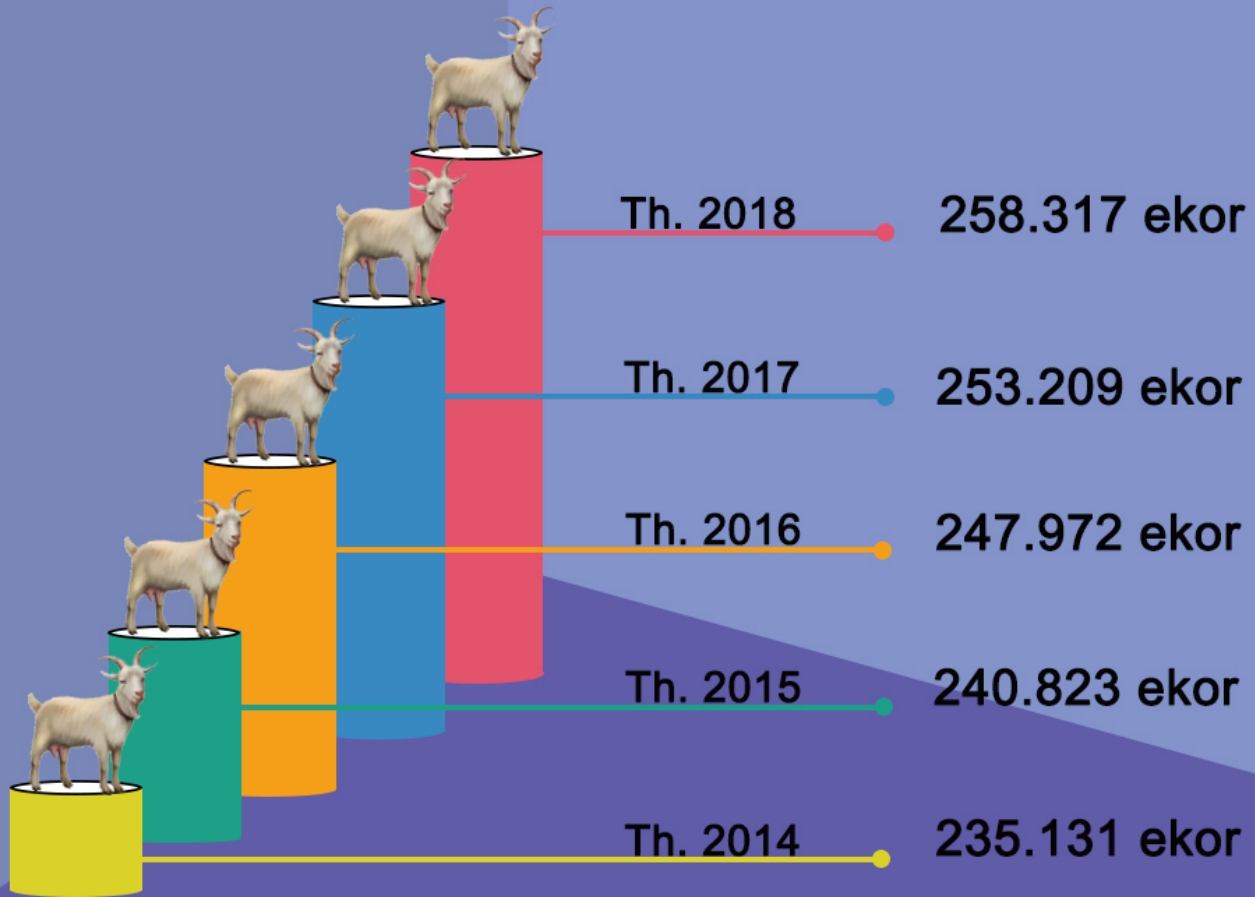 Th. 2018 258.317 ekor
Th. 2017 253.209 ekor
Th. 2016 247.972 ekor
Th. 2015 240.823 ekor
Th. 2014 235.131 ekor